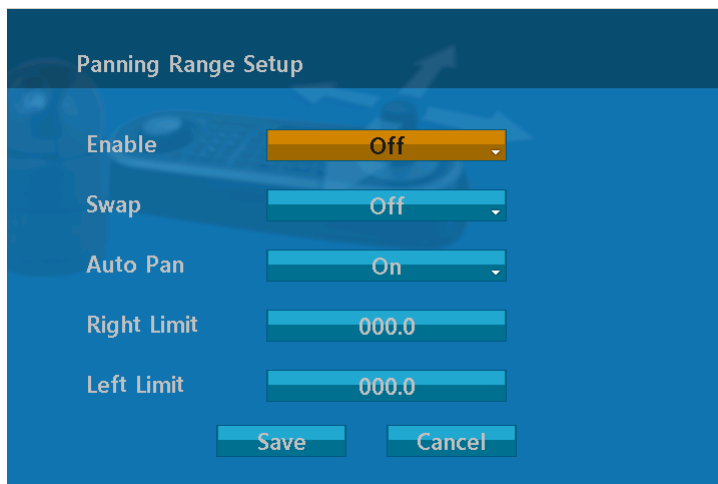 Panning Range Setup
Enable Off
Swap Off
Auto Pan On
Right Limit 000.0
Left Limit 000.0
Save Cancel